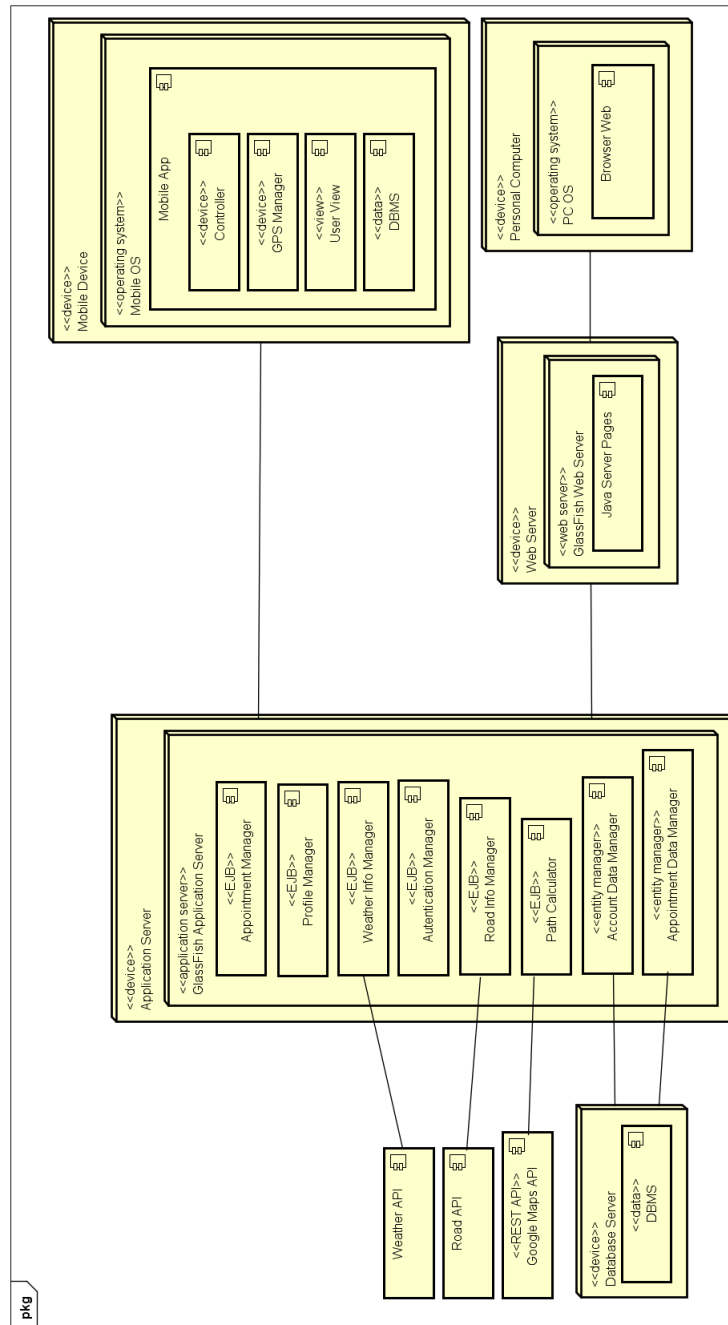 pkg
<<device>>
Mobile Device
<<operating system>>
Mobile OS
Mobile App
<<device>>
Controller
<<device>>
GPS Manager
<<view>>
User View
<<data>>
DBMS
<<device>>
Personal Computer
<<operating system>>
PC OS
Browser Web
<<device>>
Web Server
<<web server>>
GlassFish Web Server
Java Server Pages
<<device>>
Application Server
<<application server>>
GlassFish Application Server
<<EJB>>
Appointment Manager
<<EJB>>
Profile Manager
<<EJB>>
Weather Info Manager
<<EJB>>
Autentication Manager
<<EJB>>
Road Info Manager
<<EJB>>
Path Calculator
<<entity manager>>
Account Data Manager
<<entity manager>>
Appointment Data Manager
Weather API
Road API
<<REST API>>
Google Maps API
<<device>>
Database Server
<<data>>
DBMS